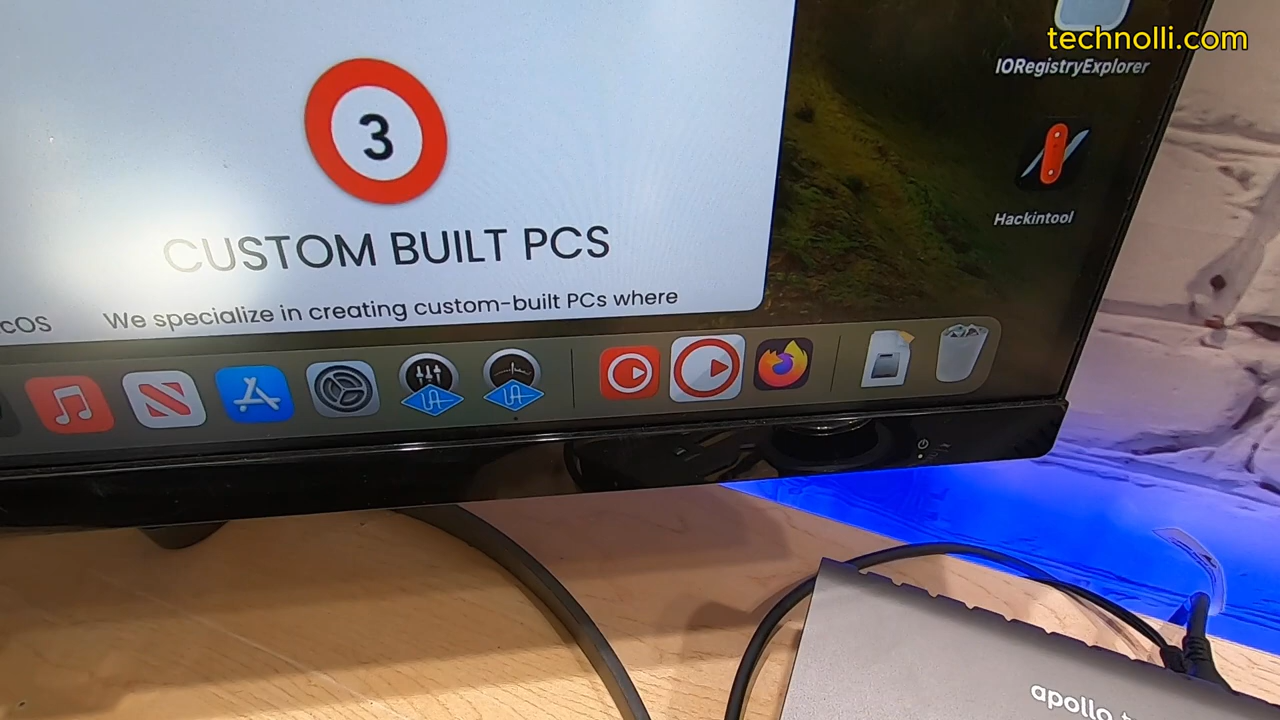 technolli.com
IORegistryExplorer
3
Hackintool
CUSTOM BUILT PCS
cOS
We specialize in creating custom-built PCs where
apollo